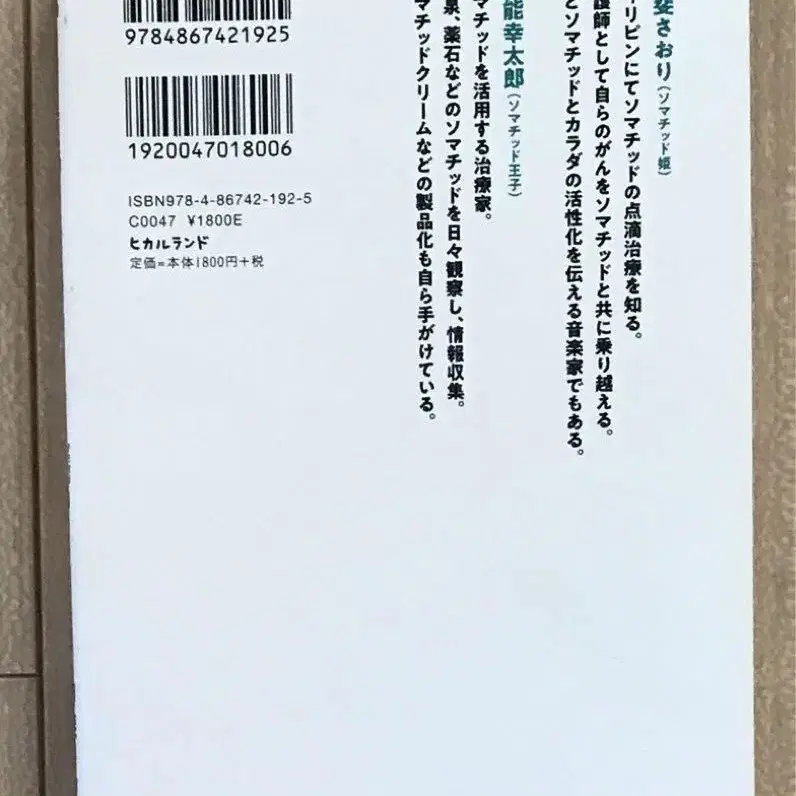 斐さおり(ソマチッド姫)
ィリピンにてソマチッドの点滴治療を知る。
護師として自らのがんをソマチッドと共に乗り越える。
とソマチッドとカラダの活性化を伝える音楽家でもある。
能幸太郎(ソマチッド王子)
マチッドを活用する治療家。
泉、薬石などのソマチッドを日々観察し、情報収集。
マチッドクリームなどの製品化も自ら手がけている。
9784867421925
1920047018006
ISBN978-4-86742-192-5
C0047 ¥1800E
ヒカルランド
定価=本体1800円+税